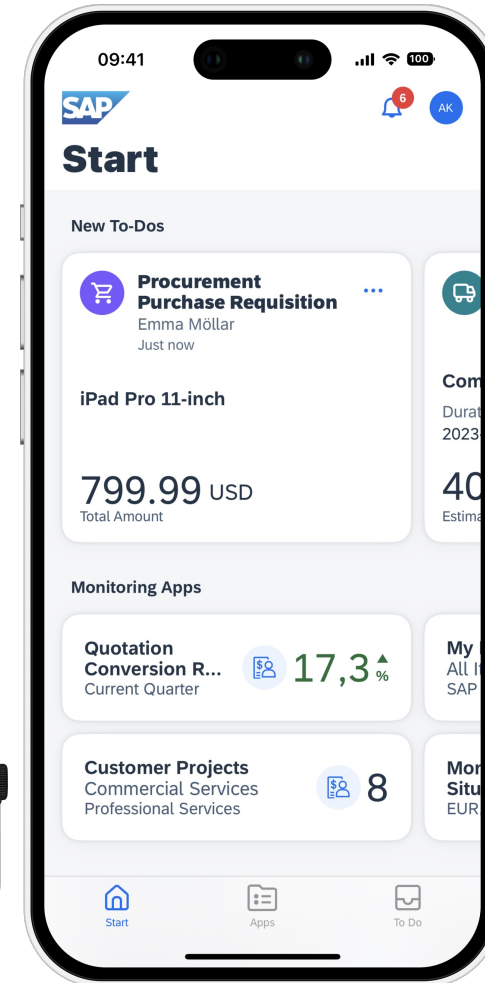 09:41
100
SAP
6
AK
Start
New To-Dos
Procurement
Purchase Requisition
Emma Möllar
Just now
iPad Pro 11-inch
799.99 USD
Total Amount
Com
Durat
2023-
40
Estima
Monitoring Apps
Quotation
Conversion R...
Current Quarter
17,3 %
My
All It
SAP
Customer Projects
Commercial Services
Professional Services
8
Mor
Situ
EUR
Start
Apps
To Do